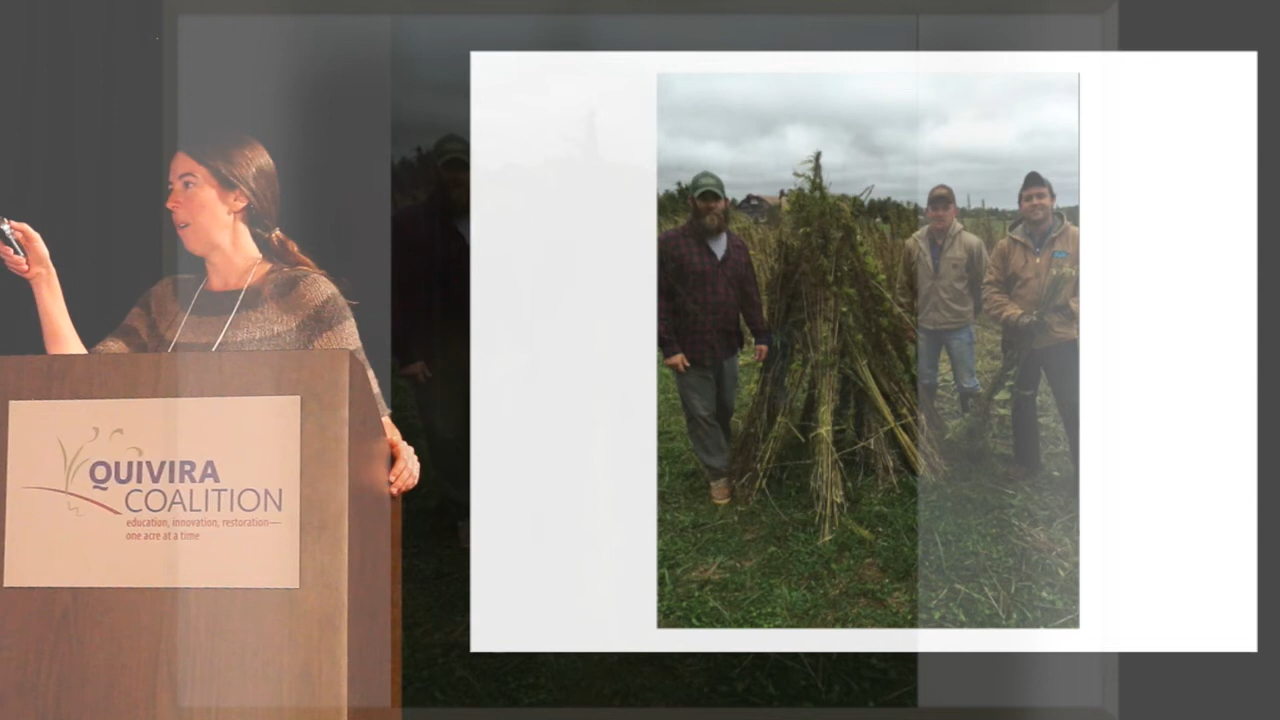 QUIVIRA
COALITION
education, innovation, restoration—
one acre at a time